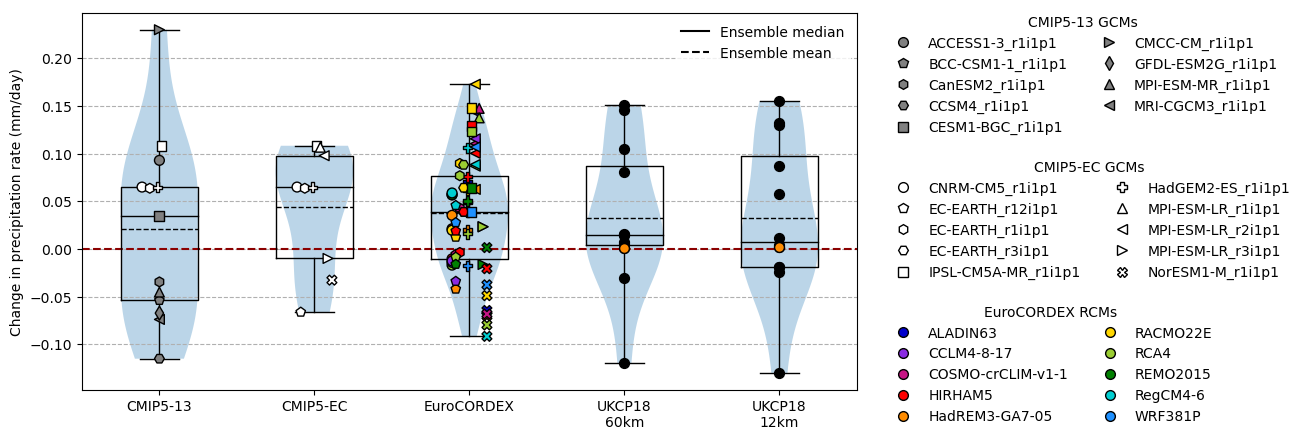 Change in precipitation rate (mm/day)
0.20
0.15
0.10
0.05
0.00
−0.05
−0.10
Ensemble median
Ensemble mean
CMIP5-13
CMIP5-EC
EuroCORDEX
UKCP18
60km
UKCP18
12km
CMIP5-13 GCMs
ACCESS1-3_r1i1p1
BCC-CSM1-1_r1i1p1
CanESM2_r1i1p1
CCSM4_r1i1p1
CESM1-BGC_r1i1p1
CMCC-CM_r1i1p1
GFDL-ESM2G_r1i1p1
MPI-ESM-MR_r1i1p1
MRI-CGCM3_r1i1p1
CMIP5-EC GCMs
CNRM-CM5_r1i1p1
EC-EARTH_r12i1p1
EC-EARTH_r1i1p1
EC-EARTH_r3i1p1
IPSL-CM5A-MR_r1i1p1
HadGEM2-ES_r1i1p1
MPI-ESM-LR_r1i1p1
MPI-ESM-LR_r2i1p1
MPI-ESM-LR_r3i1p1
NorESM1-M_r1i1p1
EuroCORDEX RCMs
ALADIN63
CCLM4-8-17
COSMO-crCLIM-v1-1
HIRHAM5
HadREM3-GA7-05
RACMO22E
RCA4
REMO2015
RegCM4-6
WRF381P